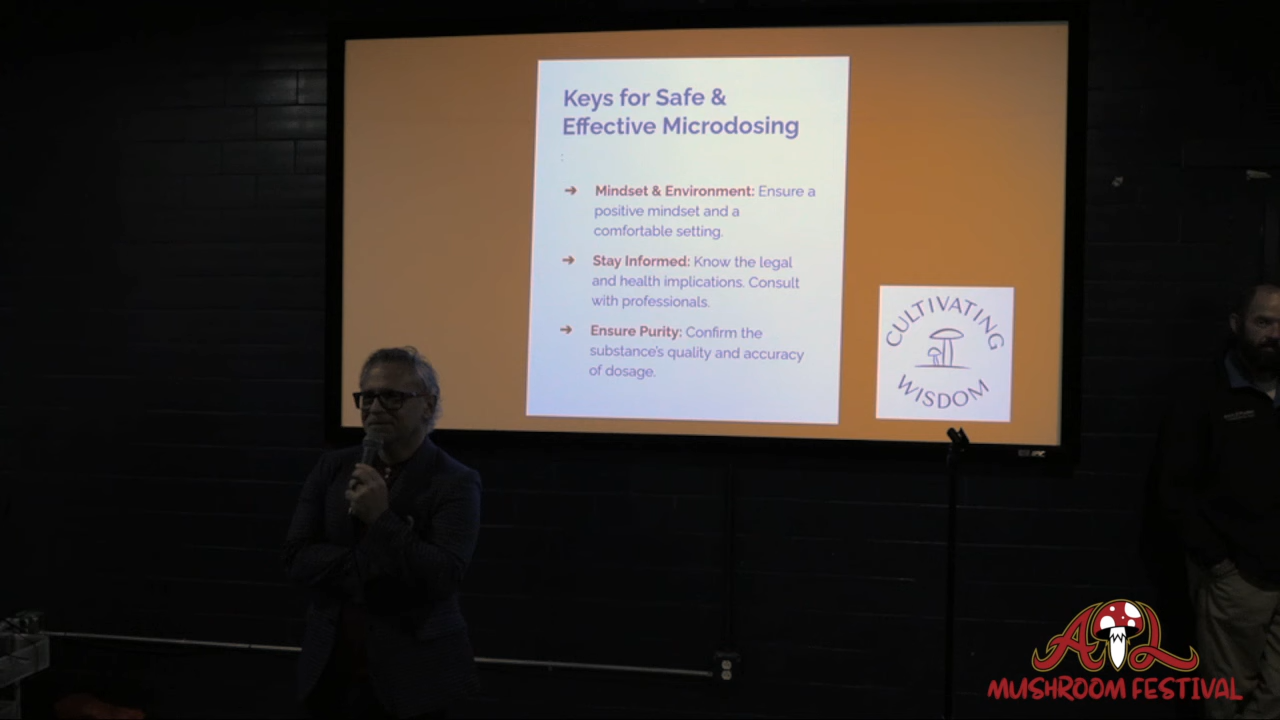 Keys for Safe &
Effective Microdosing
:
➔ Mindset & Environment: Ensure a
positive mindset and a
comfortable setting.
➔ Stay Informed: Know the legal
and health implications. Consult
with professionals.
➔ Ensure Purity: Confirm the
substance's quality and accuracy
of dosage.
CULTIVATING
WISDOM
ATL
MUSHROOM FESTIVAL